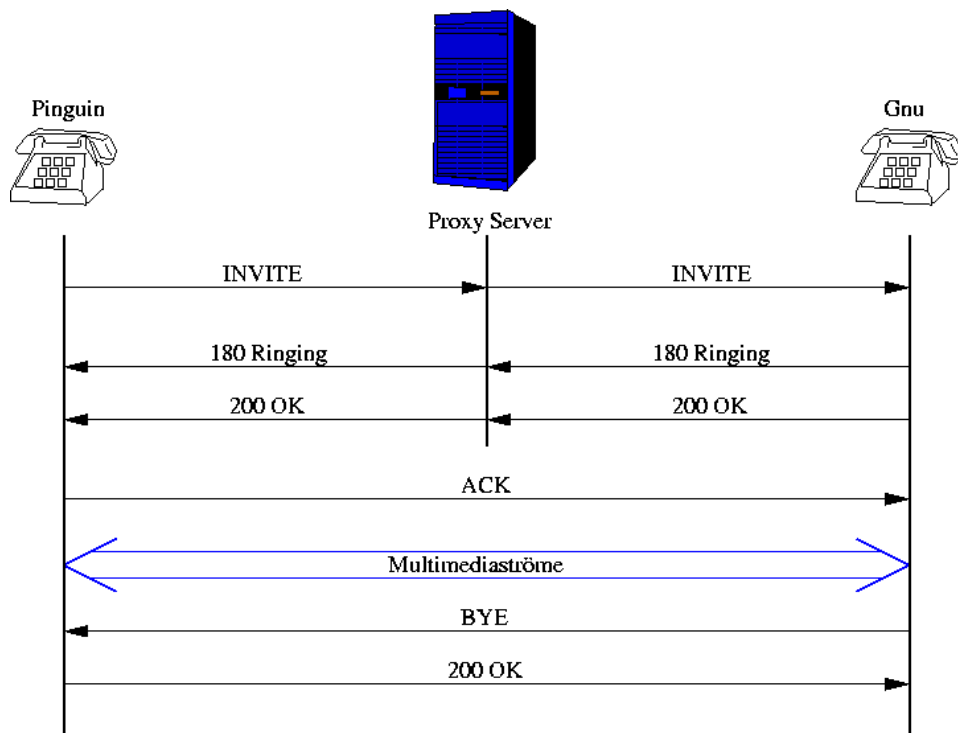 Pinguin
Gnu
Proxy Server
INVITE
INVITE
180 Ringing
180 Ringing
200 OK
200 OK
ACK
Multimediaströme
BYE
200 OK